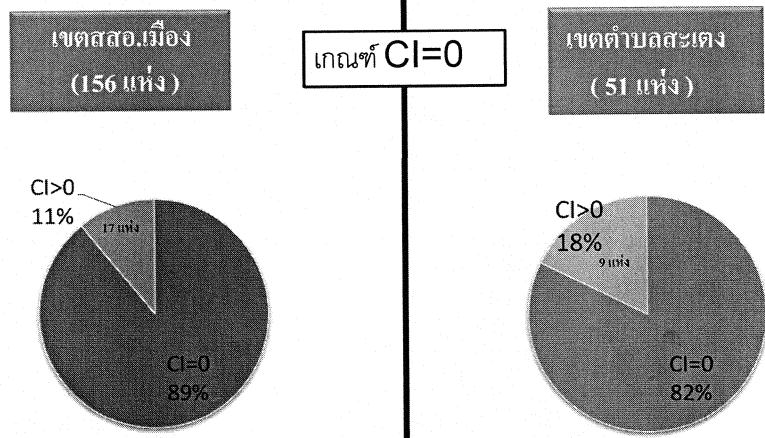 เขตสสอ.เมือง
(156 แห่ง )
เกณฑ์ CI=0
เขตตำบลสะเตง
( 51 แห่ง )
CI>0
11%
17 แห่ง
CI=0
89%
CI>0
18%
9 แห่ง
CI=0
82%